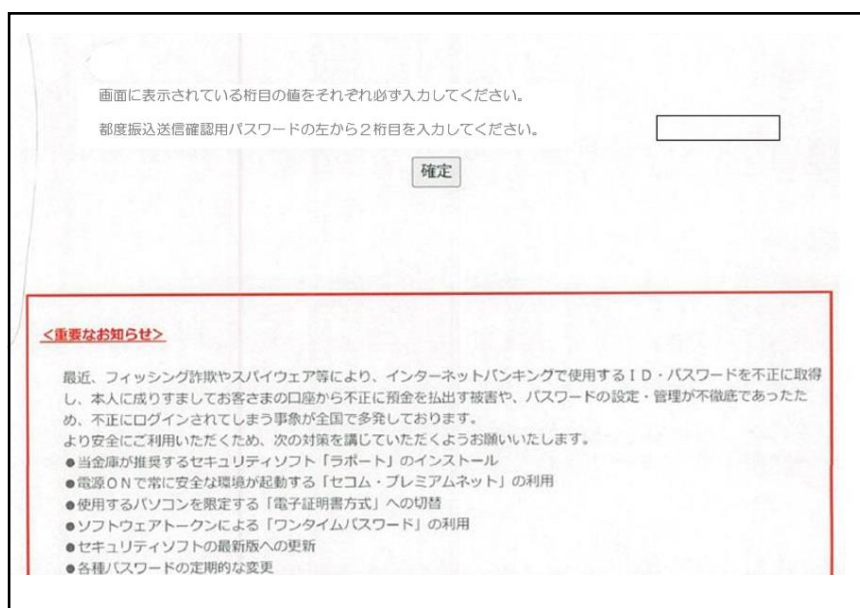 画面に表示されている桁目の値をそれぞれ必ず入力してください。
都度振込送信確認用パスワードの左から２桁目を入力してください。
確定
<重要なお知らせ>
最近、フィッシング詐欺やスパイウェア等により、インターネットバンキングで使用するＩＤ・パスワードを不正に取得
し、本人に成りすましてお客さまの口座から不正に預金を払出す被害や、パスワードの設定・管理が不徹底であったた
め、不正にログインされてしまう事象が全国で多発しております。
より安全にご利用いただくため、次の対策を講じていただくようお願いいたします。
●当金庫が推奨するセキュリティソフト「ラポート」のインストール
●電源ＯＮで常に安全な環境が起動する「セコム・プレミアムネット」の利用
●使用するパソコンを限定する「電子証明書方式」への切替
●ソフトウェアトークンによる「ワンタイムパスワード」の利用
●セキュリティソフトの最新版への更新
●各種パスワードの定期的な変更